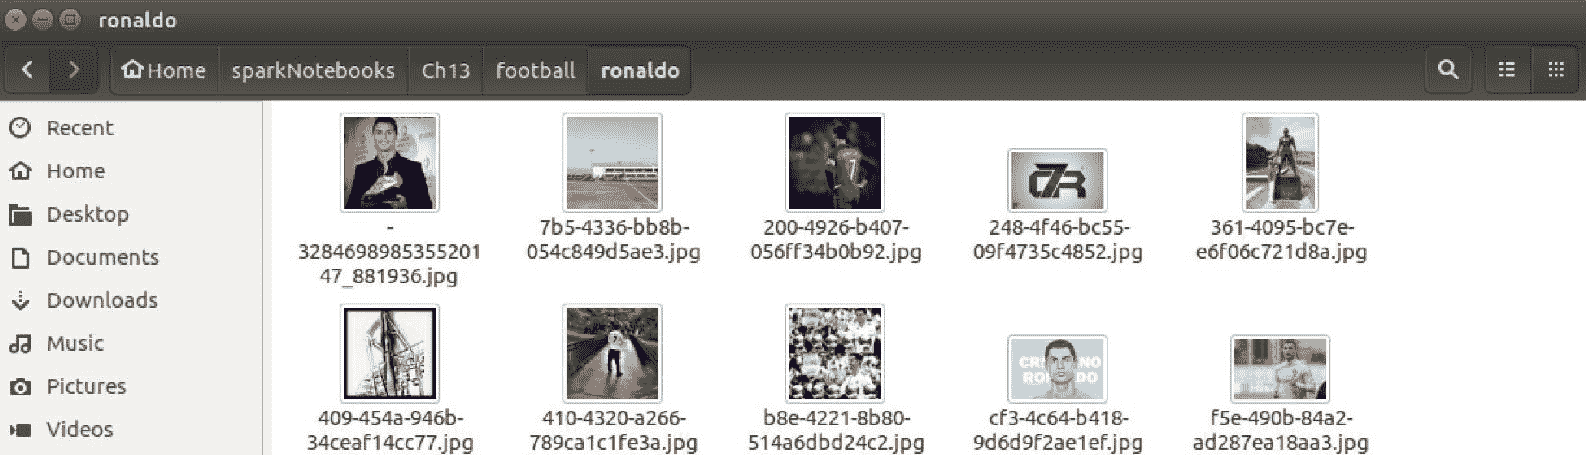 ronaldo
Home sparkNotebooks Ch13 football ronaldo
Recent
Home
Desktop
Documents
Downloads
Music
Pictures
Videos
-
3284698985355201
47_881936.jpg
7b5-4336-bb8b-
054c849d5ae3.jpg
7
200-4926-b407-
056ff34b0b92.jpg
248-4f46-bc55-
09f4735c4852.jpg
361-4095-bc7e-
e6f06c721d8a.jpg
409-454a-946b-
34ceaf14cc77.jpg
410-4320-a266-
789ca1c1fe3a.jpg
b8e-4221-8b80-
514a6dbd24c2.jpg
cf3-4c64-b418-
9d6d9f2ae1ef.jpg
f5e-490b-84a2-
ad287ea18aa3.jpg